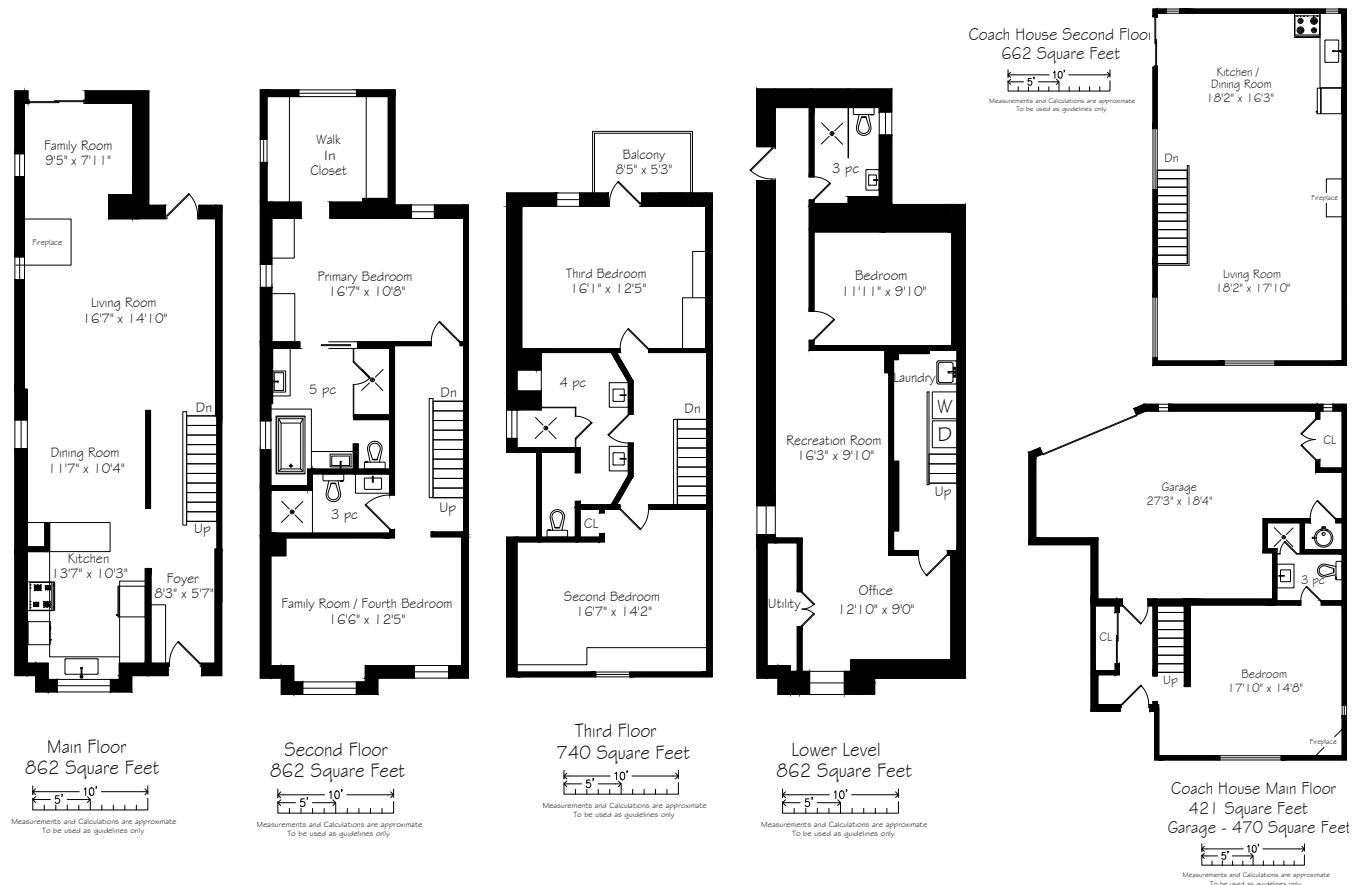 Family Room
9'5" x 7'11"
Fireplace
Living Room
16'7" x 14'10"
Dn
Dining Room
11'7" x 10'4"
Up
Kitchen
13'7" x 10'3"
Foyer
8'3" x 5'7"
Main Floor
862 Square Feet
10'
5'
Measurements and Calculations are approximate
To be used as guidelines only
Walk
In
Closet
Primary Bedroom
16'7" x 10'8"
5 pc
Dn
Up
3 pc
Family Room / Fourth Bedroom
16'6" x 12'5"
Second Floor
862 Square Feet
10'
5'
Measurements and Calculations are approximate
To be used as guidelines only
Balcony
8'5" x 5'3"
Third Bedroom
16'1" x 12'5"
4 pc
Dn
CL
Second Bedroom
16'7" x 14'2"
Third Floor
740 Square Feet
10'
5'
Measurements and Calculations are approximate
To be used as guidelines only
3 pc
Bedroom
11'11" x 9'10"
Laundry
W
D
Recreation Room
16'3" x 9'10"
Up
Utility
Office
12'10" x 9'0"
Lower Level
862 Square Feet
10'
5'
Measurements and Calculations are approximate
To be used as guidelines only
Coach House Second Floor
662 Square Feet
10'
5'
Measurements and Calculations are approximate
To be used as guidelines only
Kitchen /
Dining Room
18'2" x 16'3"
Dn
Fireplace
Living Room
18'2" x 17'10"
CL
Garage
27'3" x 18'4"
3 pc
CL
Up
Bedroom
17'10" x 14'8"
Fireplace
Coach House Main Floor
421 Square Feet
Garage - 470 Square Feet
10'
5'
Measurements and Calculations are approximate
To be used as guidelines only